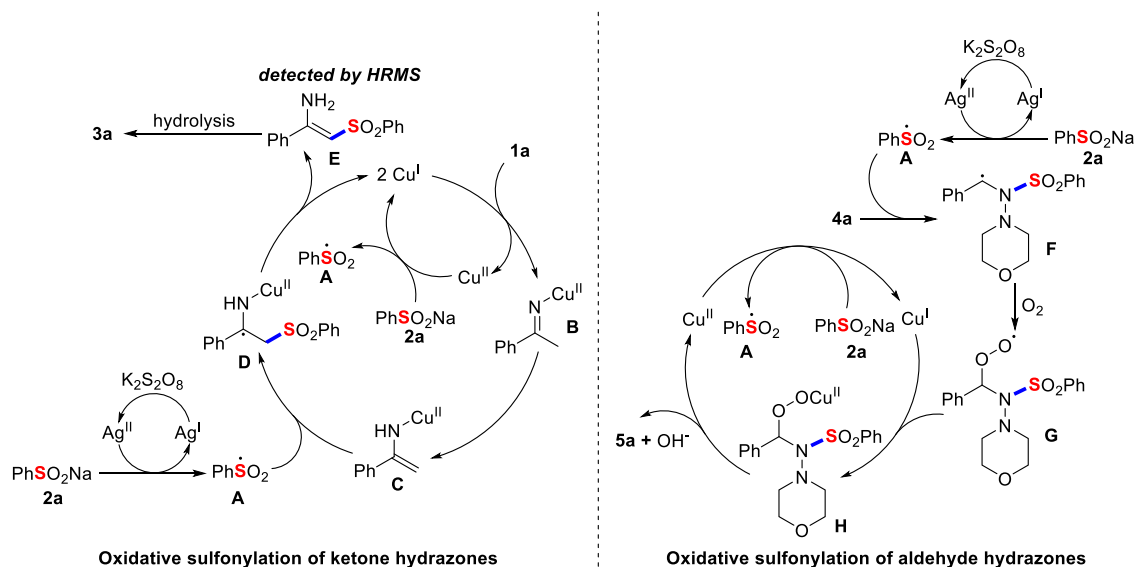 detected by HRMS
NH2
Ph
SO2Ph
E
hydrolysis
3a
2 CuI
1a
PhSO2
A
CuII
PhSO2Na
2a
CuII
N
Ph
B
CuII
HN
Ph
SO2Ph
D
CuII
HN
Ph
C
K2S2O8
AgII
AgI
PhSO2Na
2a
PhSO2
A
Oxidative sulfonylation of ketone hydrazones
K2S2O8
AgII
AgI
PhSO2
A
PhSO2Na
2a
4a
Ph
N
SO2Ph
N
O
F
O2
CuII
PhSO2
A
PhSO2Na
2a
CuI
O
O
Ph
N
SO2Ph
N
O
G
5a + OH-
O
OCuII
Ph
N
SO2Ph
N
O
H
Oxidative sulfonylation of aldehyde hydrazones